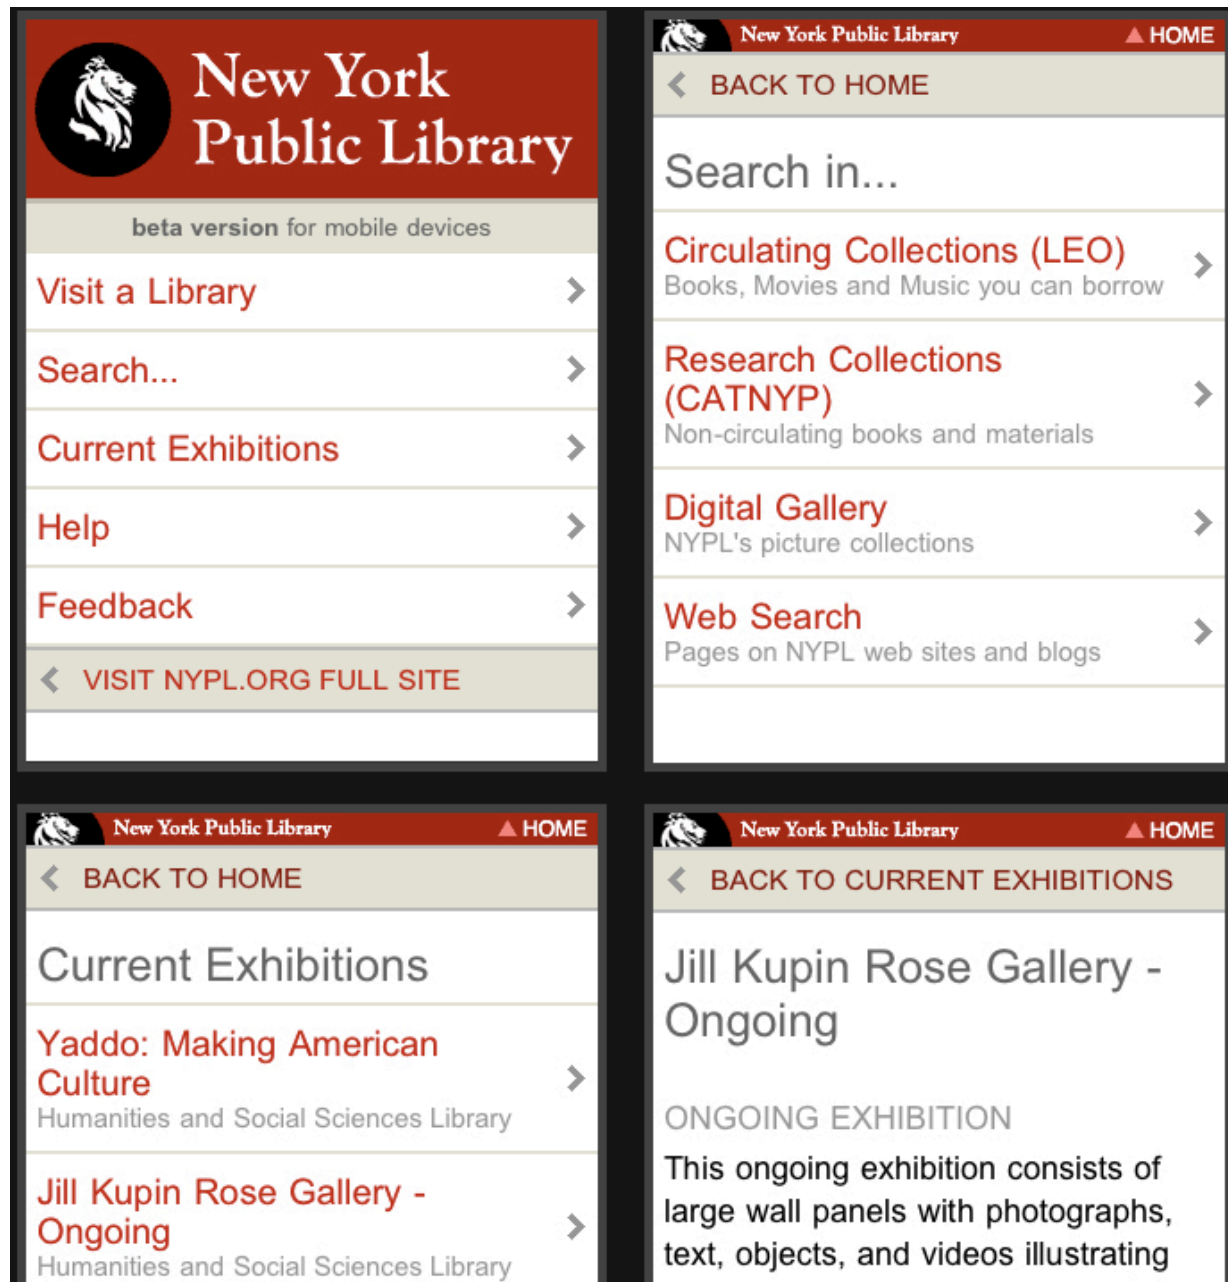 New York
Public Library
beta version for mobile devices
Visit a Library
Search...
Current Exhibitions
Help
Feedback
VISIT NYPL.ORG FULL SITE
New York Public Library
HOME
BACK TO HOME
Search in...
Circulating Collections (LEO)
Books, Movies and Music you can borrow
Research Collections
(CATNYP)
Non-circulating books and materials
Digital Gallery
NYPL's picture collections
Web Search
Pages on NYPL web sites and blogs
New York Public Library
HOME
BACK TO HOME
Current Exhibitions
Yaddo: Making American
Culture
Humanities and Social Sciences Library
Jill Kupin Rose Gallery -
Ongoing
Humanities and Social Sciences Library
New York Public Library
HOME
BACK TO CURRENT EXHIBITIONS
Jill Kupin Rose Gallery -
Ongoing
ONGOING EXHIBITION
This ongoing exhibition consists of
large wall panels with photographs,
text, objects, and videos illustrating